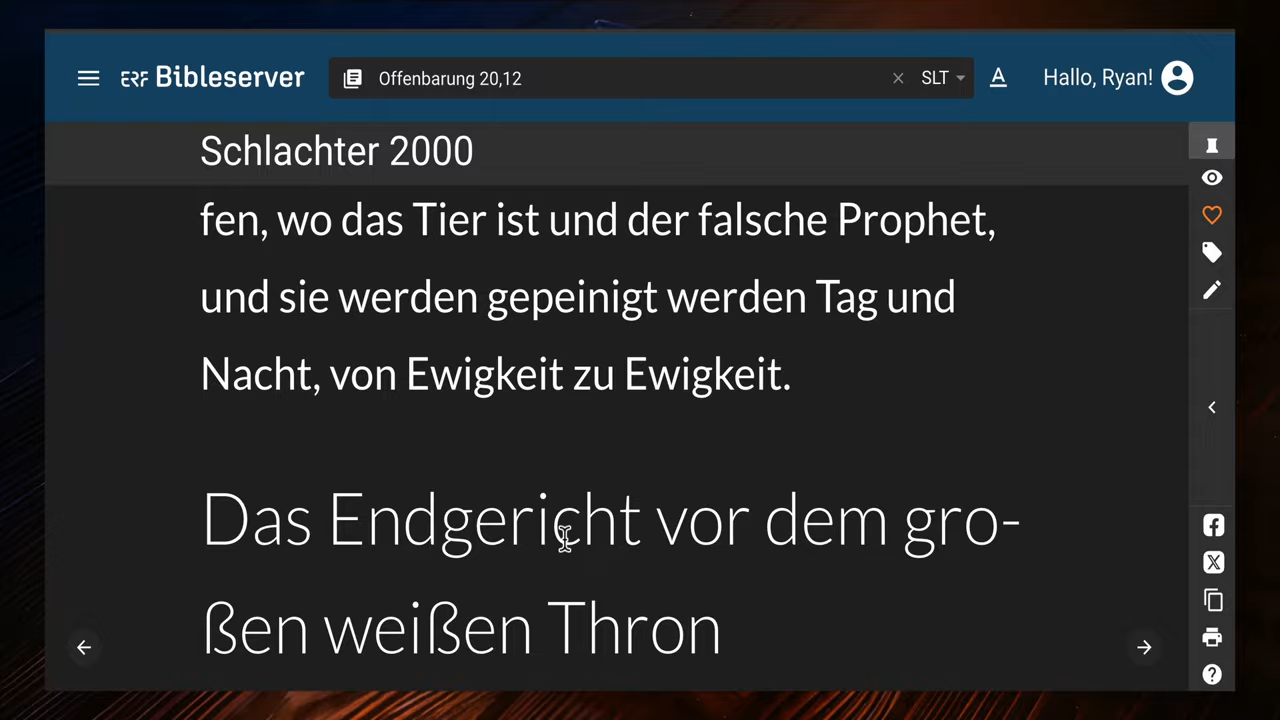 ERF Bibleserver
Offenbarung 20,12
SLT
A
Hallo, Ryan!
Schlachter 2000
fen, wo das Tier ist und der falsche Prophet,
und sie werden gepeinigt werden Tag und
Nacht, von Ewigkeit zu Ewigkeit.
Das Endgericht vor dem gro-
ßen weißen Thron